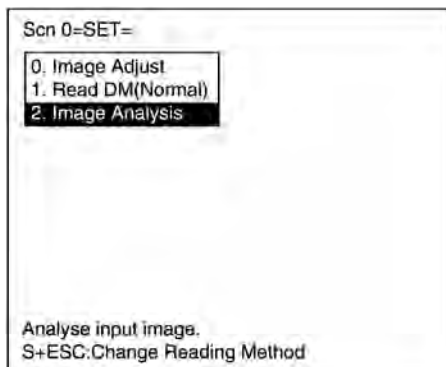 Scn 0=SET=
0. Image Adjust
1. Read DM(Normal)
2. Image Analysis
Analyse input image.
S+ESC:Change Reading Method